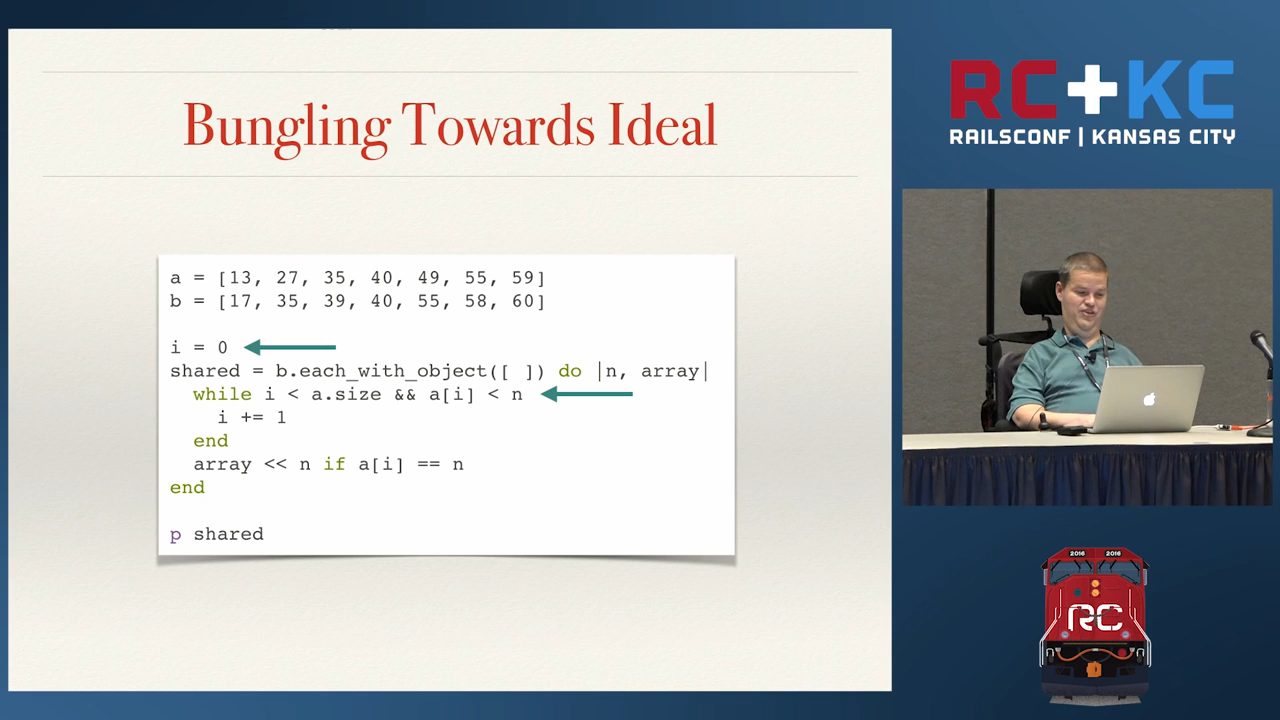 Bungling Towards Ideal
a = [13, 27, 35, 40, 49, 55, 59]
b = [17, 35, 39, 40, 55, 58, 60]
i = 0
shared = b.each_with_object([ ]) do |n, array|
while i < a.size && a[i] < n
i += 1
end
array << n if a[i] == n
end
p shared
RC+KC
RAILSCONF | KANSAS CITY
2016 2016
RC